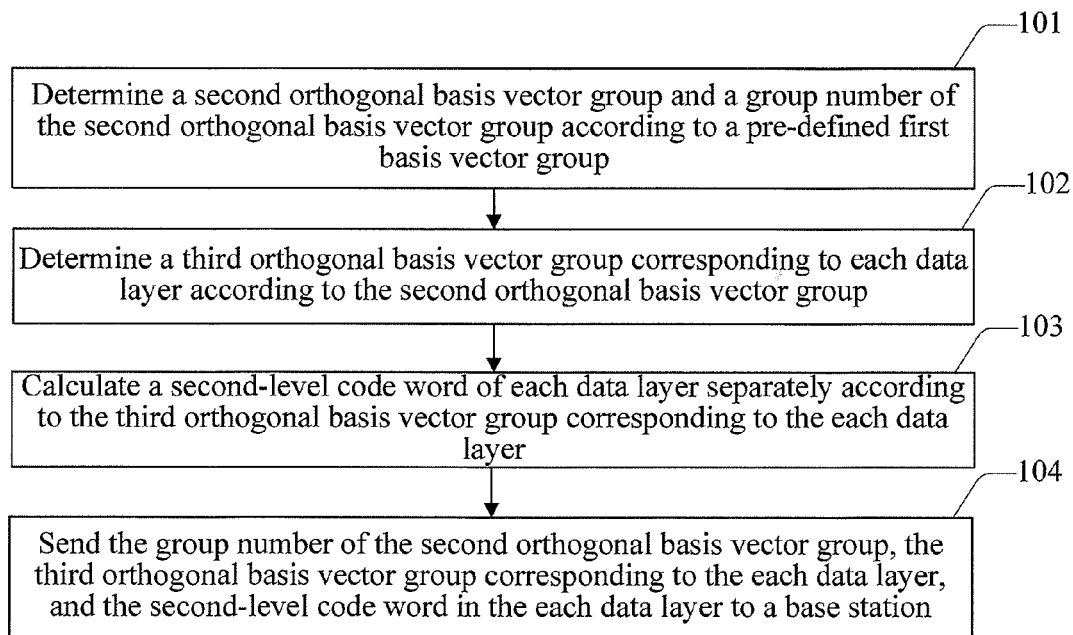 101
Determine a second orthogonal basis vector group and a group number of
the second orthogonal basis vector group according to a pre-defined first
basis vector group
102
Determine a third orthogonal basis vector group corresponding to each data
layer according to the second orthogonal basis vector group
103
Calculate a second-level code word of each data layer separately according
to the third orthogonal basis vector group corresponding to the each data
layer
104
Send the group number of the second orthogonal basis vector group, the
third orthogonal basis vector group corresponding to the each data layer,
and the second-level code word in the each data layer to a base station